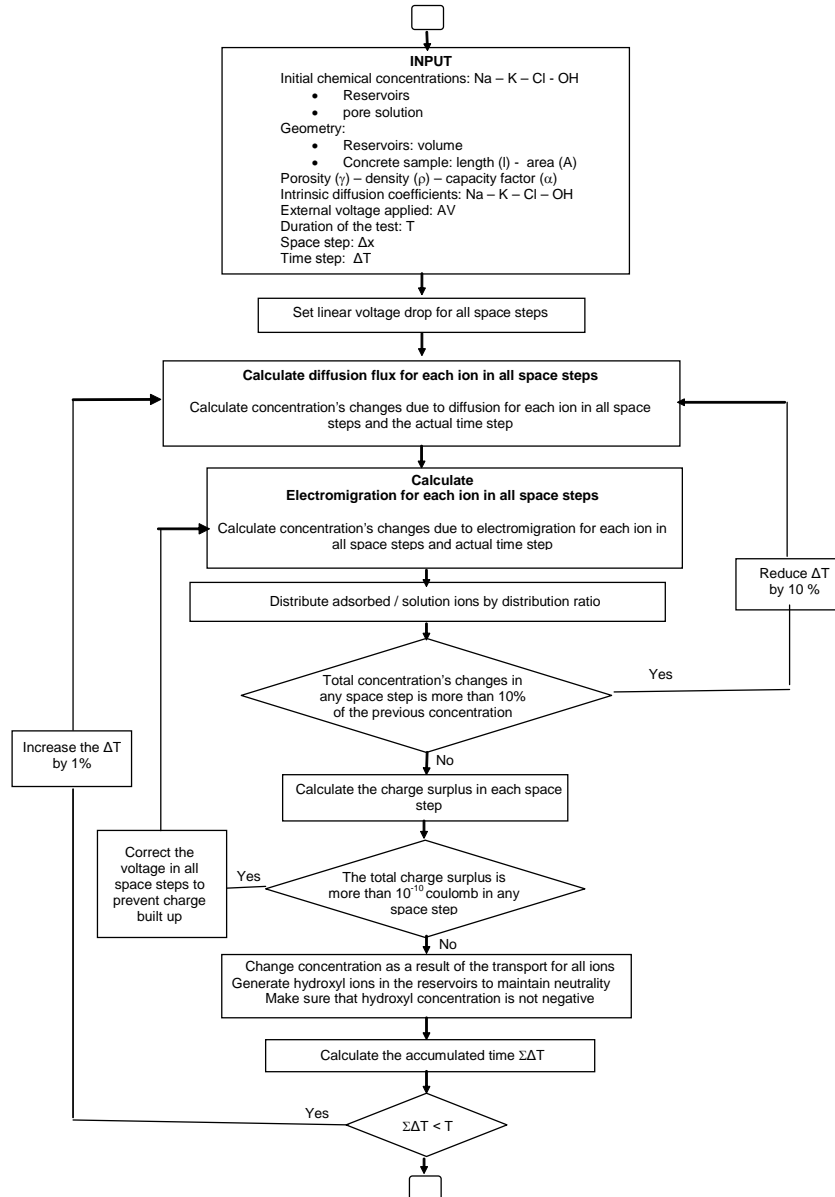 INPUT
Initial chemical concentrations: Na – K – Cl - OH
• Reservoirs
• pore solution
Geometry:
• Reservoirs: volume
• Concrete sample: length (l) - area (A)
Porosity (γ) – density (ρ) – capacity factor (α)
Intrinsic diffusion coefficients: Na – K – Cl – OH
External voltage applied: AV
Duration of the test: T
Space step: Δx
Time step: ΔT
Set linear voltage drop for all space steps
Calculate diffusion flux for each ion in all space steps
Calculate concentration's changes due to diffusion for each ion in all space
steps and the actual time step
Calculate
Electromigration for each ion in all space steps
Calculate concentration's changes due to electromigration for each ion in
all space steps and actual time step
Reduce ΔT
by 10 %
Distribute adsorbed / solution ions by distribution ratio
Total concentration's changes in
any space step is more than 10%
of the previous concentration
Yes
Increase the ΔT
by 1%
No
Calculate the charge surplus in each space
step
Correct the
voltage in all
space steps to
prevent charge
built up
Yes
The total charge surplus is
more than 10⁻¹⁰ coulomb in any
space step
No
Change concentration as a result of the transport for all ions
Generate hydroxyl ions in the reservoirs to maintain neutrality
Make sure that hydroxyl concentration is not negative
Calculate the accumulated time ΣΔT
Yes
ΣΔT < T